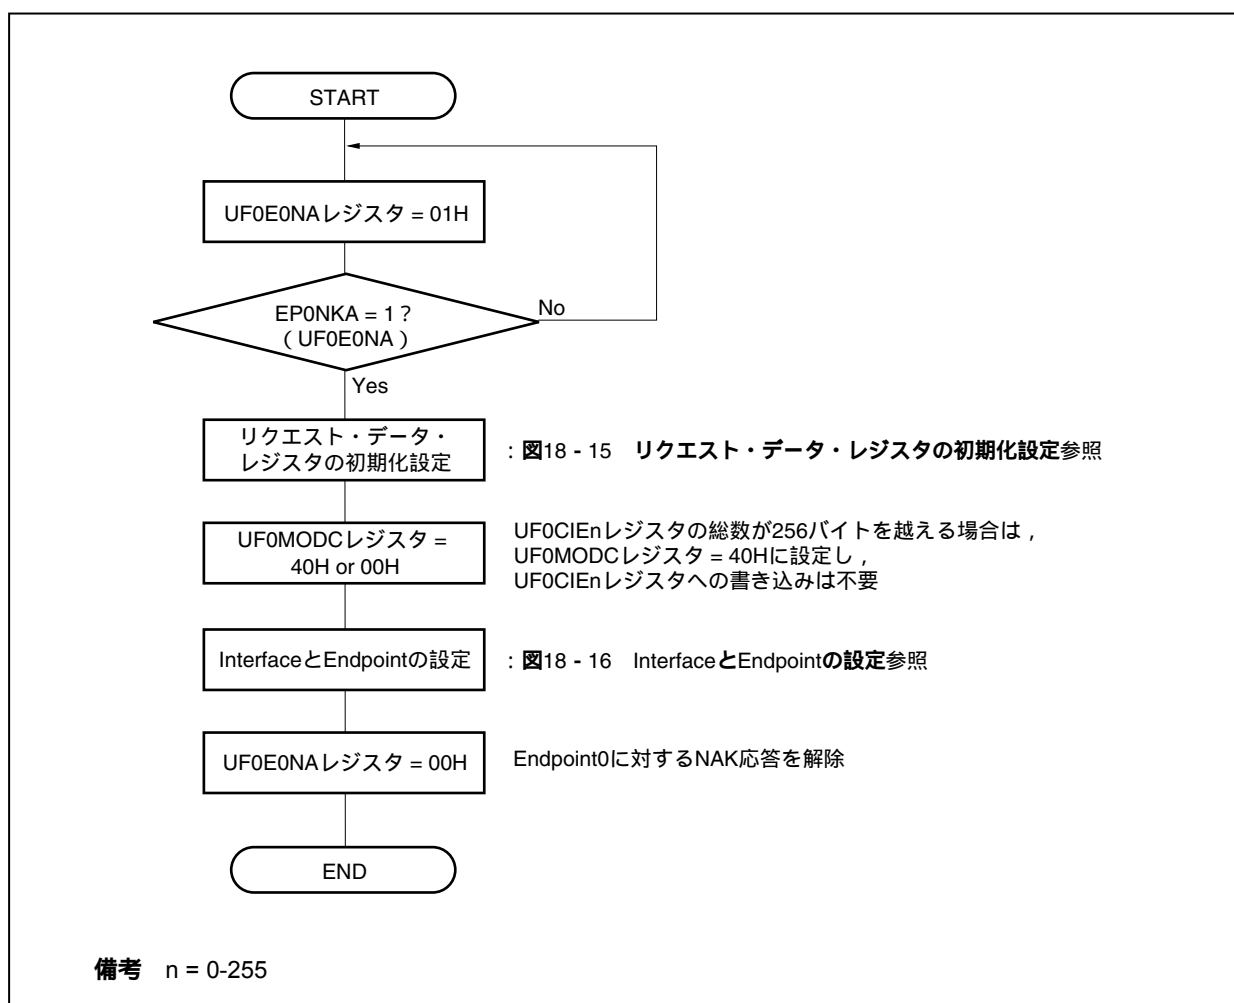 START
UF0E0NAレジスタ = 01H
EP0NKA = 1？
（UF0E0NA）
No
Yes
リクエスト・データ・
レジスタの初期化設定
：図18 - 15　リクエスト・データ・レジスタの初期化設定参照
UF0MODCレジスタ =
40H or 00H
UF0CIEnレジスタの総数が256バイトを越える場合は，
UF0MODCレジスタ = 40Hに設定し，
UF0CIEnレジスタへの書き込みは不要
InterfaceとEndpointの設定
：図18 - 16　InterfaceとEndpointの設定参照
UF0E0NAレジスタ = 00H
Endpoint0に対するNAK応答を解除
END
備考　n = 0-255